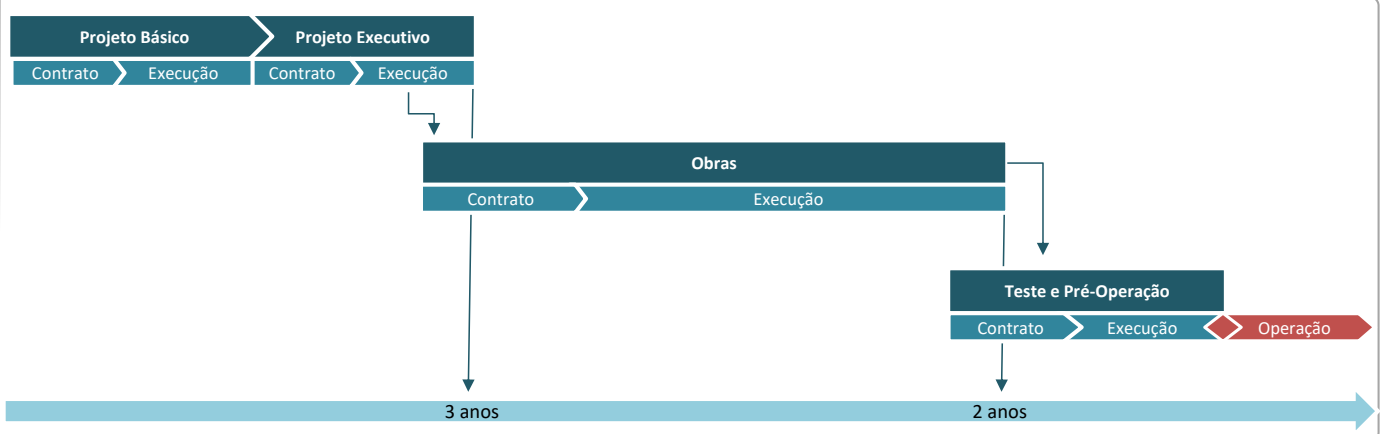 Projeto Básico
Projeto Executivo
Contrato
Execução
Contrato
Execução
Obras
Contrato
Execução
Teste e Pré-Operação
Contrato
Execução
Operação
3 anos
2 anos